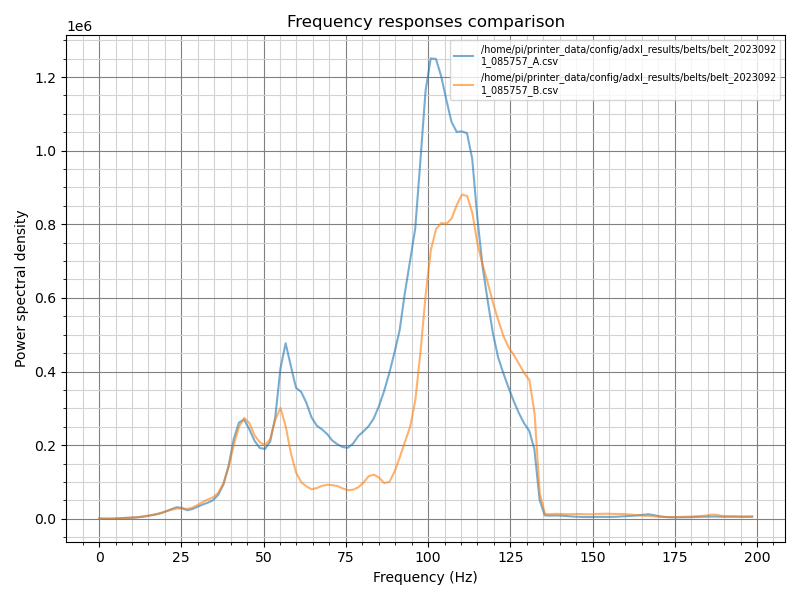 Frequency responses comparison
1e6
/home/pi/printer_data/config/adxl_results/belts/belt_2023092
1_085757_A.csv
/home/pi/printer_data/config/adxl_results/belts/belt_2023092
1_085757_B.csv
1.2
1.0
0.8
0.6
0.4
0.2
0.0
Power spectral density
0 25 50 75 100 125 150 175 200
Frequency (Hz)